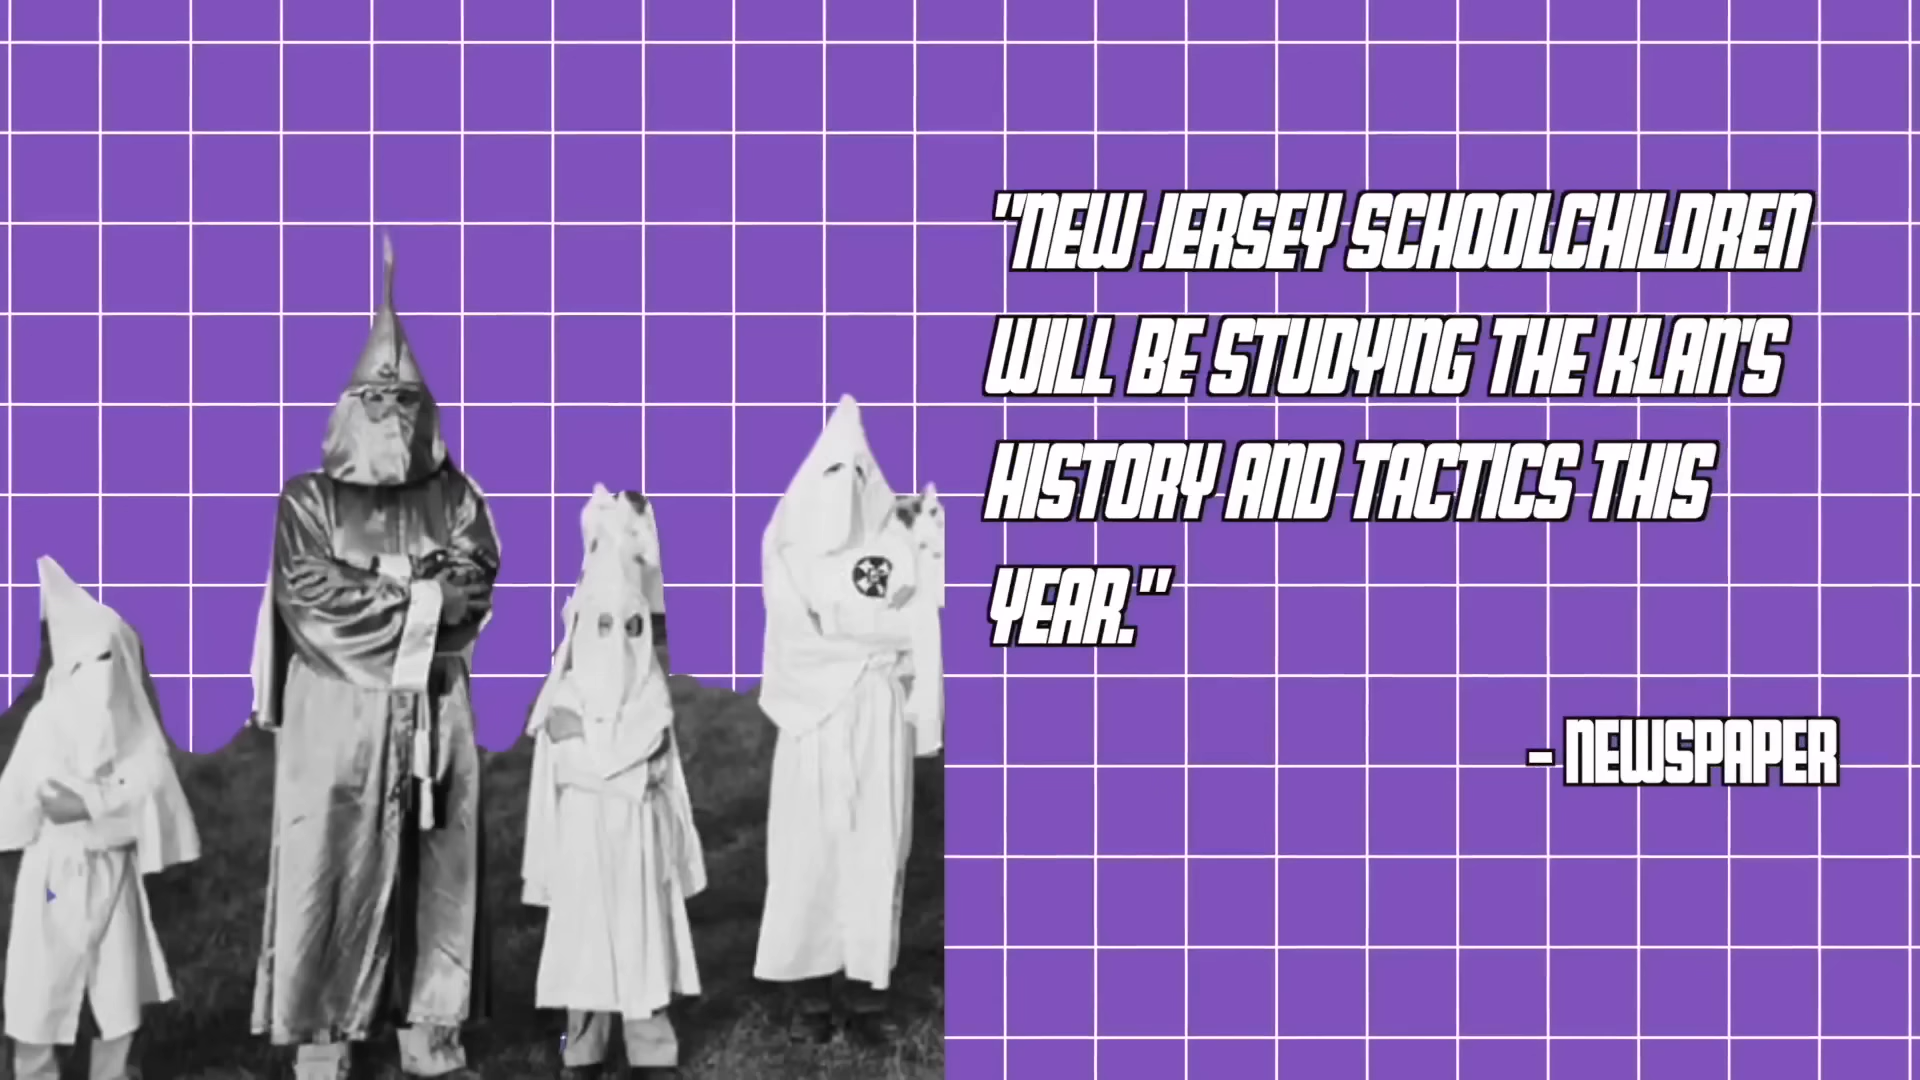 "NEW JERSEY SCHOOLCHILDREN
WILL BE STUDYING THE KLAN'S
HISTORY AND TACTICS THIS
YEAR."
- NEWSPAPER